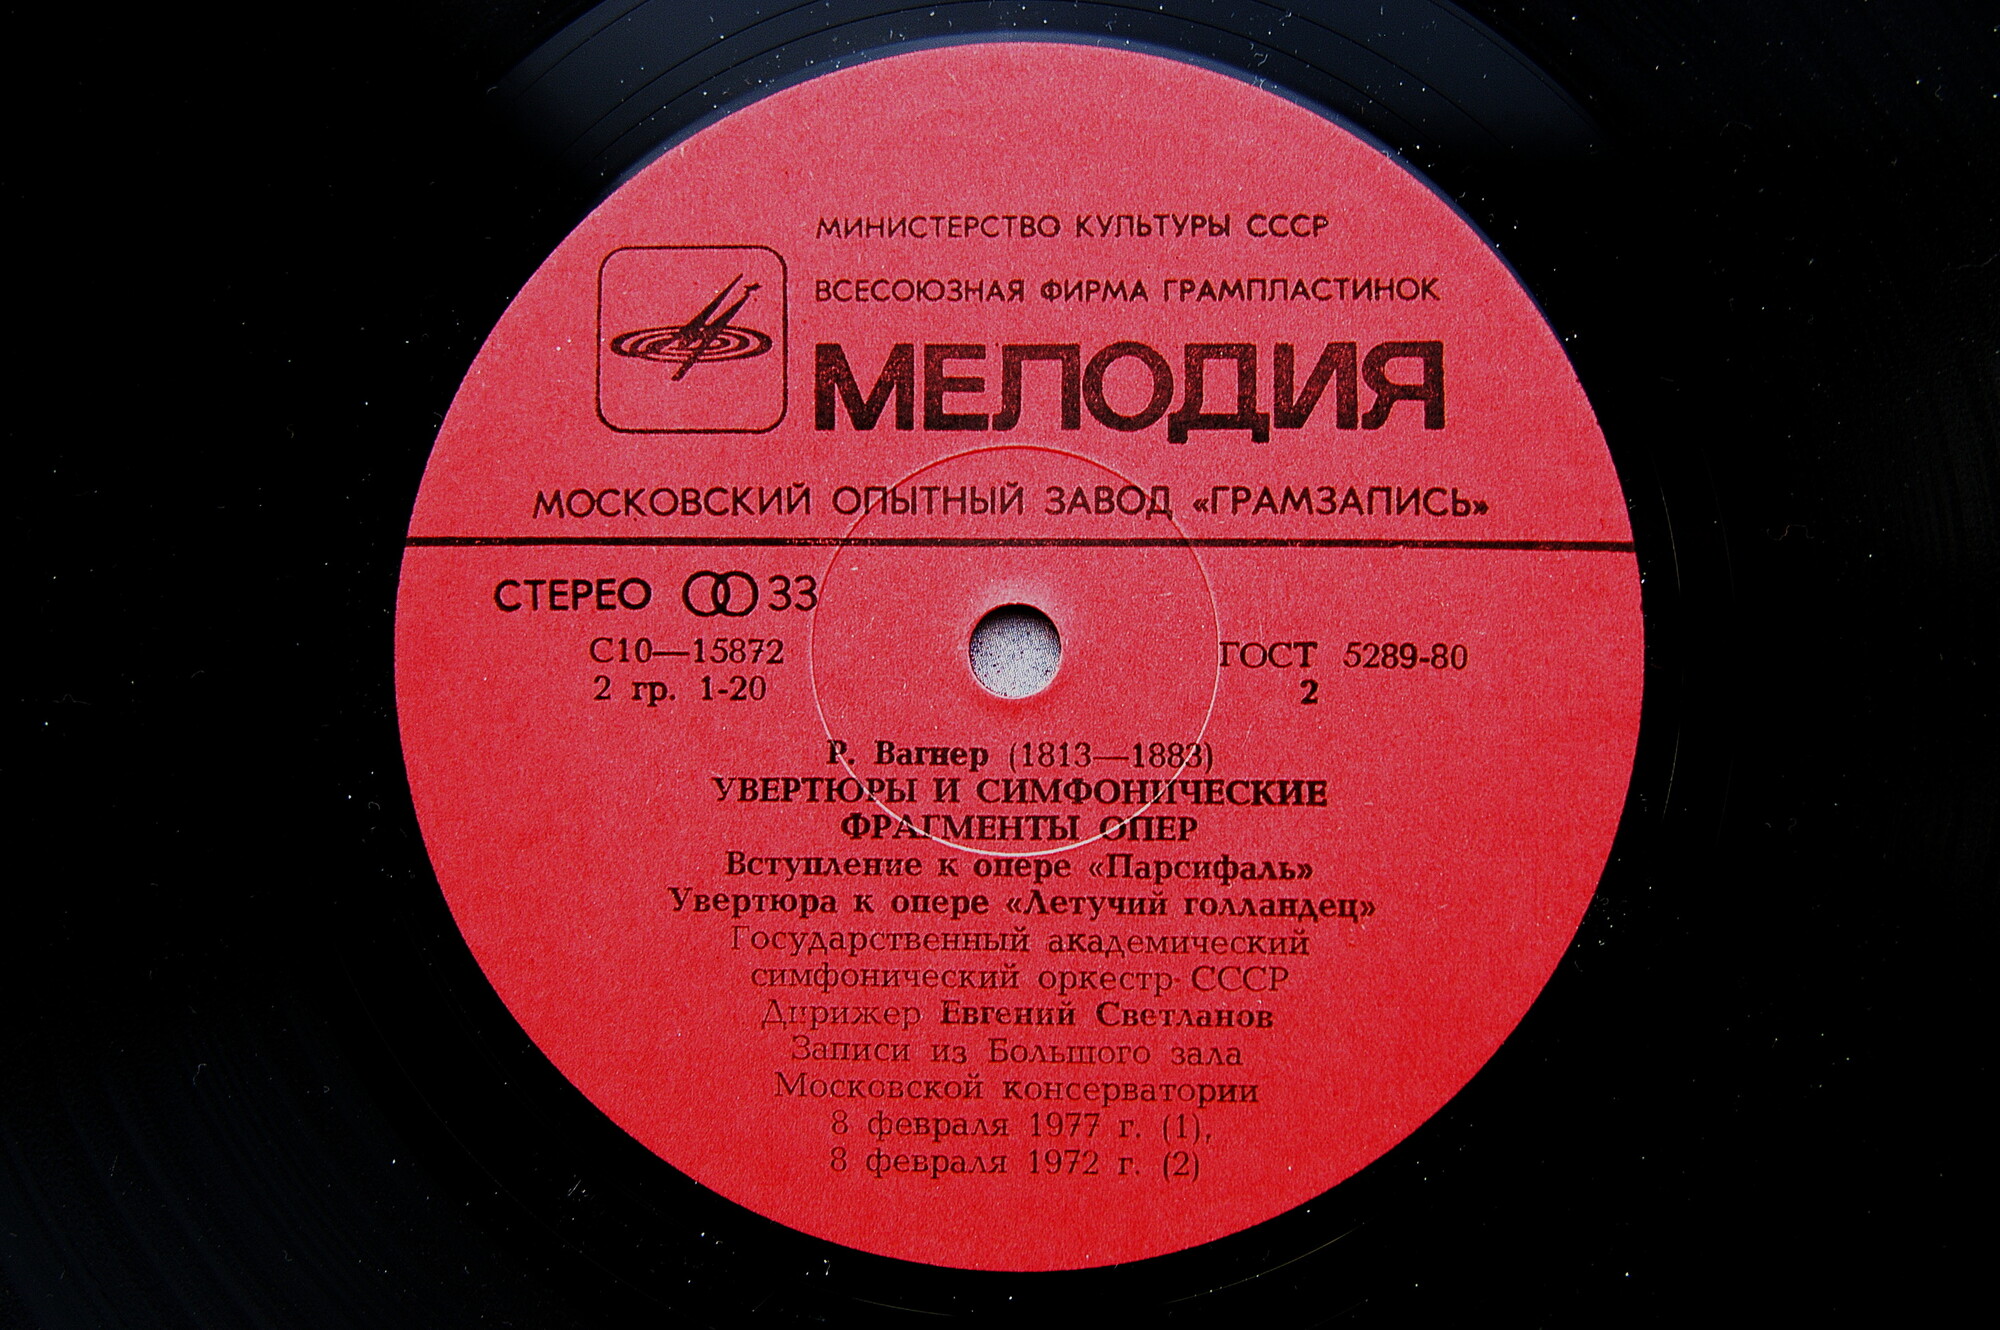 МИНИСТЕРСТВО КУЛЬТУРЫ СССР
ВСЕСОЮЗНАЯ ФИРМА ГРАМПЛАСТИНОК
МЕЛОДИЯ
МОСКОВСКИЙ ОПЫТНЫЙ ЗАВОД «ГРАМЗАПИСЬ»
СТЕРЕО 33
С10—15872
2 гр. 1-20
ГОСТ 5289-80
2
Р. Вагнер (1813—1883)
УВЕРТЮРЫ И СИМФОНИЧЕСКИЕ
ФРАГМЕНТЫ ОПЕР
Вступление к опере «Парсифаль»
Увертюра к опере «Летучий голландец»
Государственный академический
симфонический оркестр СССР
Дирижер Евгений Светланов
Записи из Большого зала
Московской консерватории
8 февраля 1977 г. (1),
8 февраля 1972 г. (2)